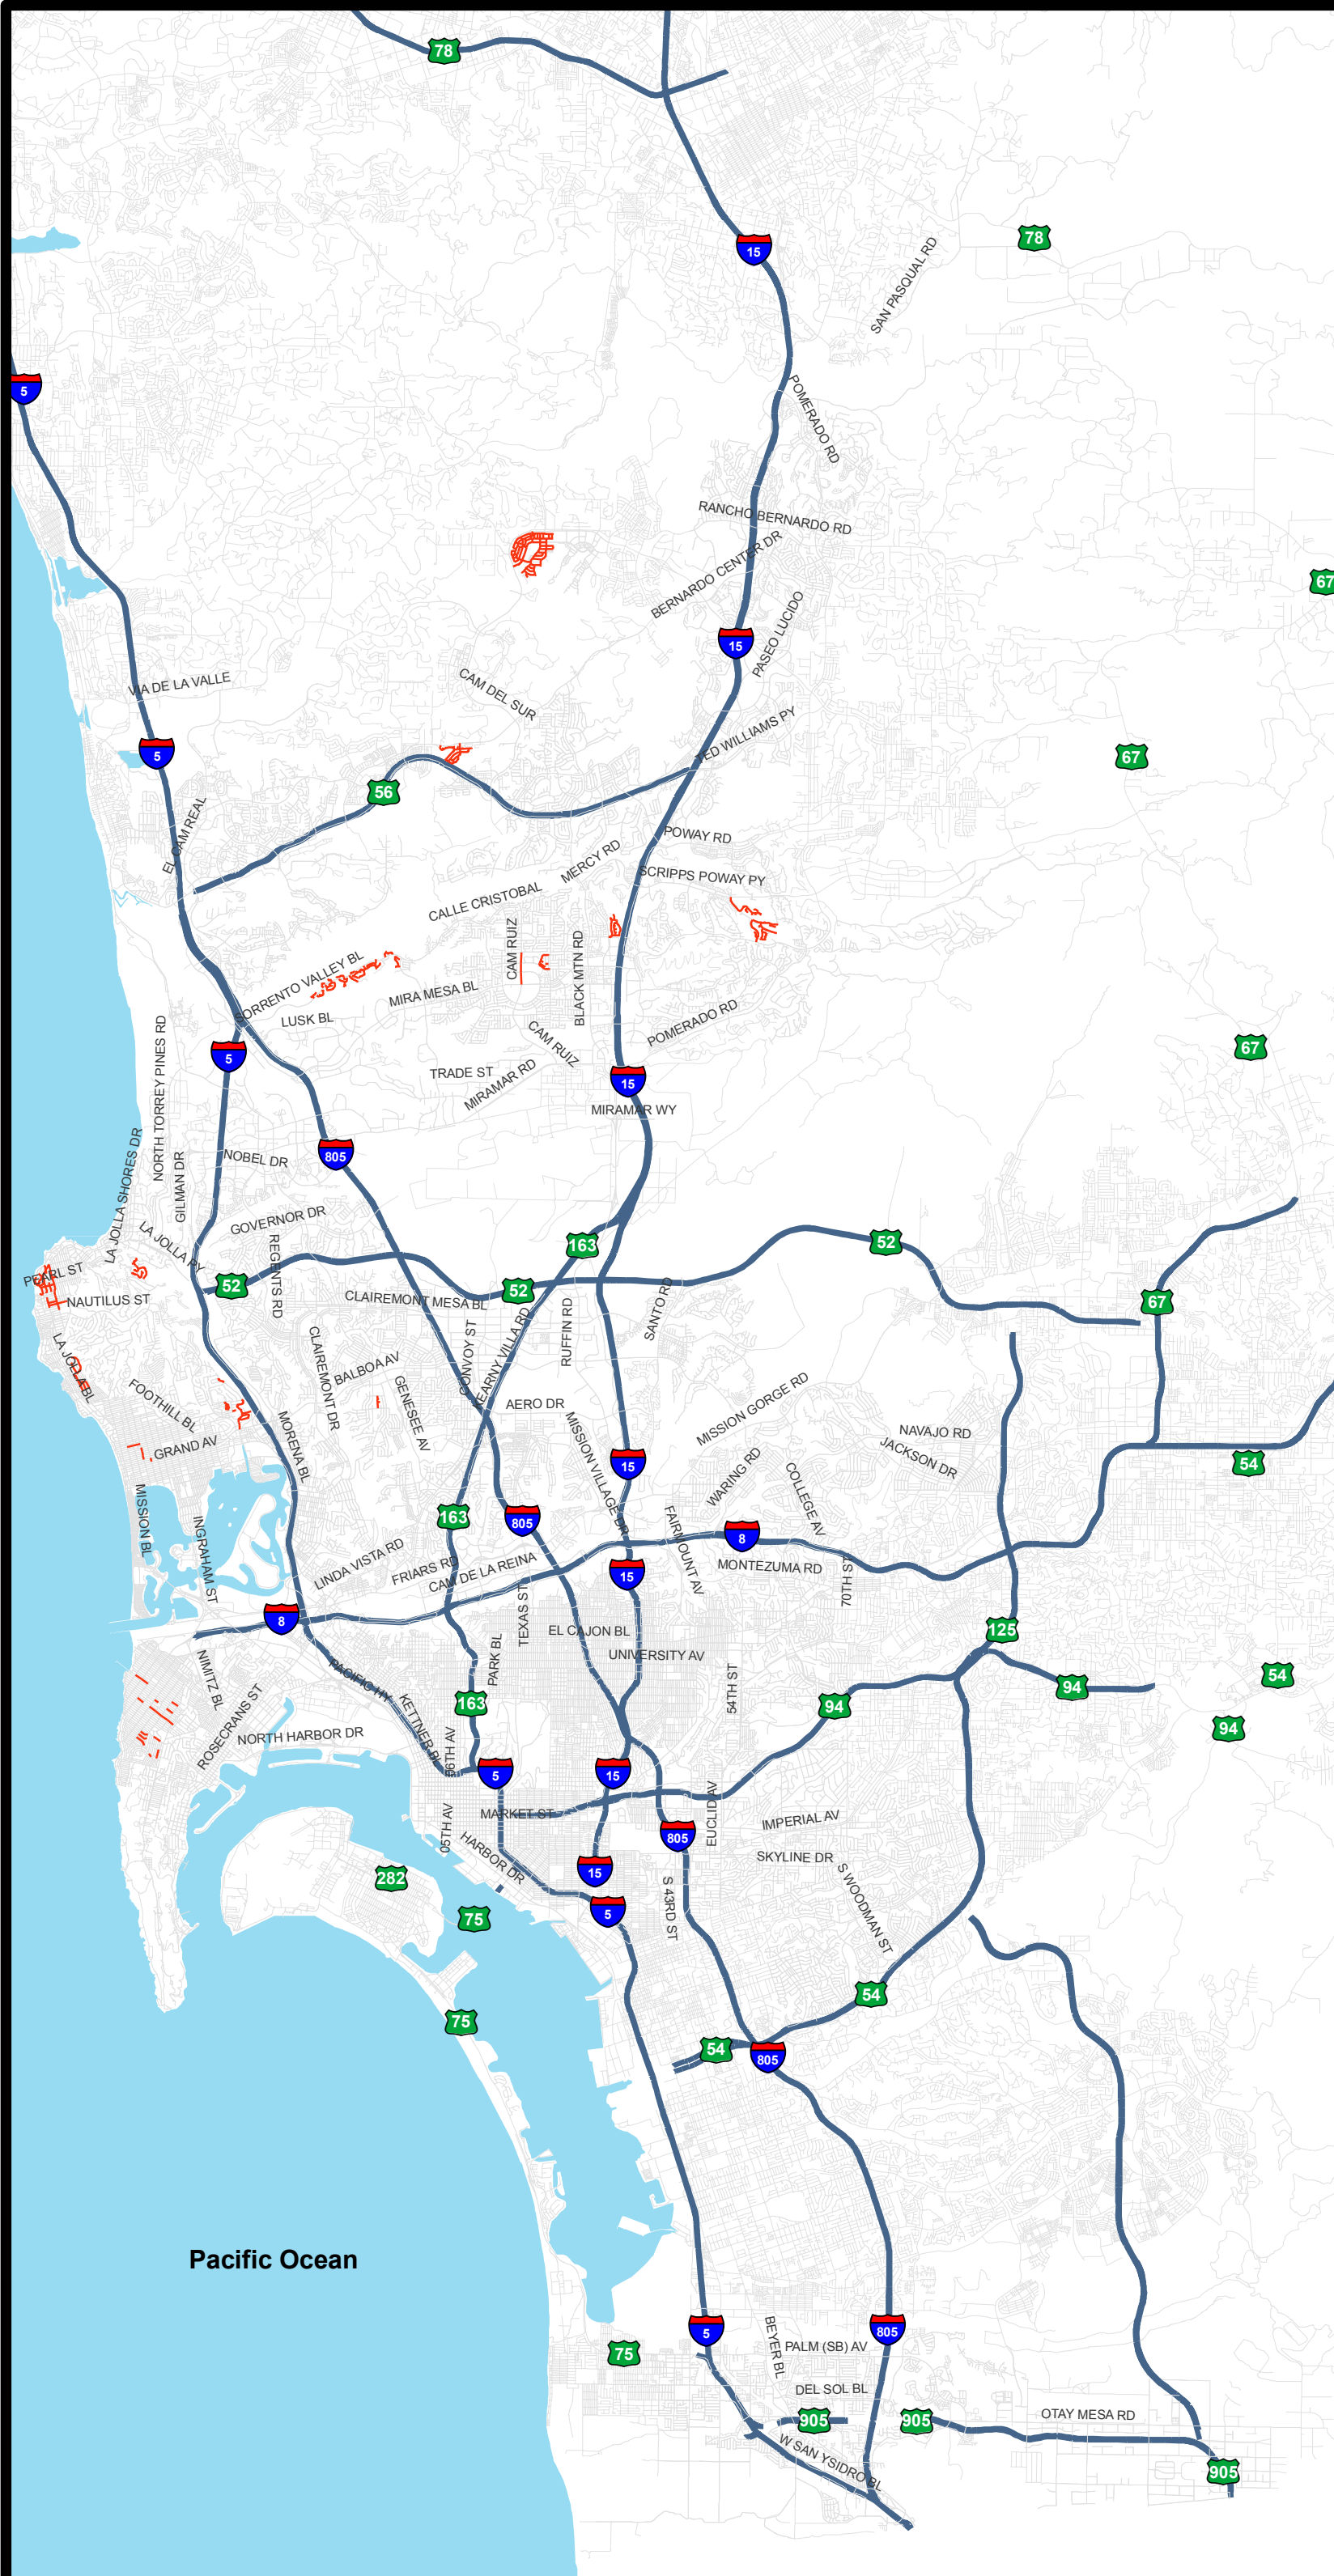 78
15
78
SAN PASQUAL RD
5
POMERADO RD
RANCHO BERNARDO RD
BERNARDO CENTER DR
67
PASEO LUCIDO
15
VIA DE LA VALLE
CAM DEL SUR
TED WILLIAMS PY
5
67
56
EL CAM REAL
POWAY RD
MERCY RD
SCRIPPS POWAY PY
CALLE CRISTOBAL
CAM RUIZ
BLACK MTN RD
SORRENTO VALLEY BL
MIRA MESA BL
LUSK BL
POMERADO RD
CAM RUIZ
67
5
NORTH TORREY PINES RD
TRADE ST
MIRAMAR RD
15
MIRAMAR WY
805
NOBEL DR
LA JOLLA SHORES DR
GILMAN DR
GOVERNOR DR
LA JOLLA PY
REGENTS RD
163
52
PEARL ST
52
52
NAUTILUS ST
CLAIREMONT MESA BL
67
SANTO RD
RUFFIN RD
CONVOY ST
KEARNY VILLA RD
LA JOLLA BL
CLAIREMONT DR
BALBOA AV
GENESEE AV
FOOTHILL BL
AERO DR
MISSION GORGE RD
GRAND AV
MORENA BL
MISSION VILLAGE DR
NAVAJO RD
JACKSON DR
15
54
WARING RD
COLLEGE AV
MISSION BL
INGRAHAM ST
163
805
FAIRMOUNT AV
8
LINDA VISTA RD
FRIARS RD
CAM DE LA REINA
15
MONTEZUMA RD
70TH ST
8
TEXAS ST
EL CAJON BL
125
PARK BL
UNIVERSITY AV
NIMITZ BL
PACIFIC HY
54TH ST
54
94
ROSECRANS ST
KETTNER BL
163
94
94
NORTH HARBOR DR
06TH AV
5
15
MARKET ST
05TH AV
EUCLID AV
IMPERIAL AV
805
HARBOR DR
SKYLINE DR
15
282
S 43RD ST
S WOODMAN ST
75
5
54
75
54
805
Pacific Ocean
5
805
BEYER BL
PALM (SB) AV
75
DEL SOL BL
905
905
OTAY MESA RD
W SAN YSIDRO BL
905